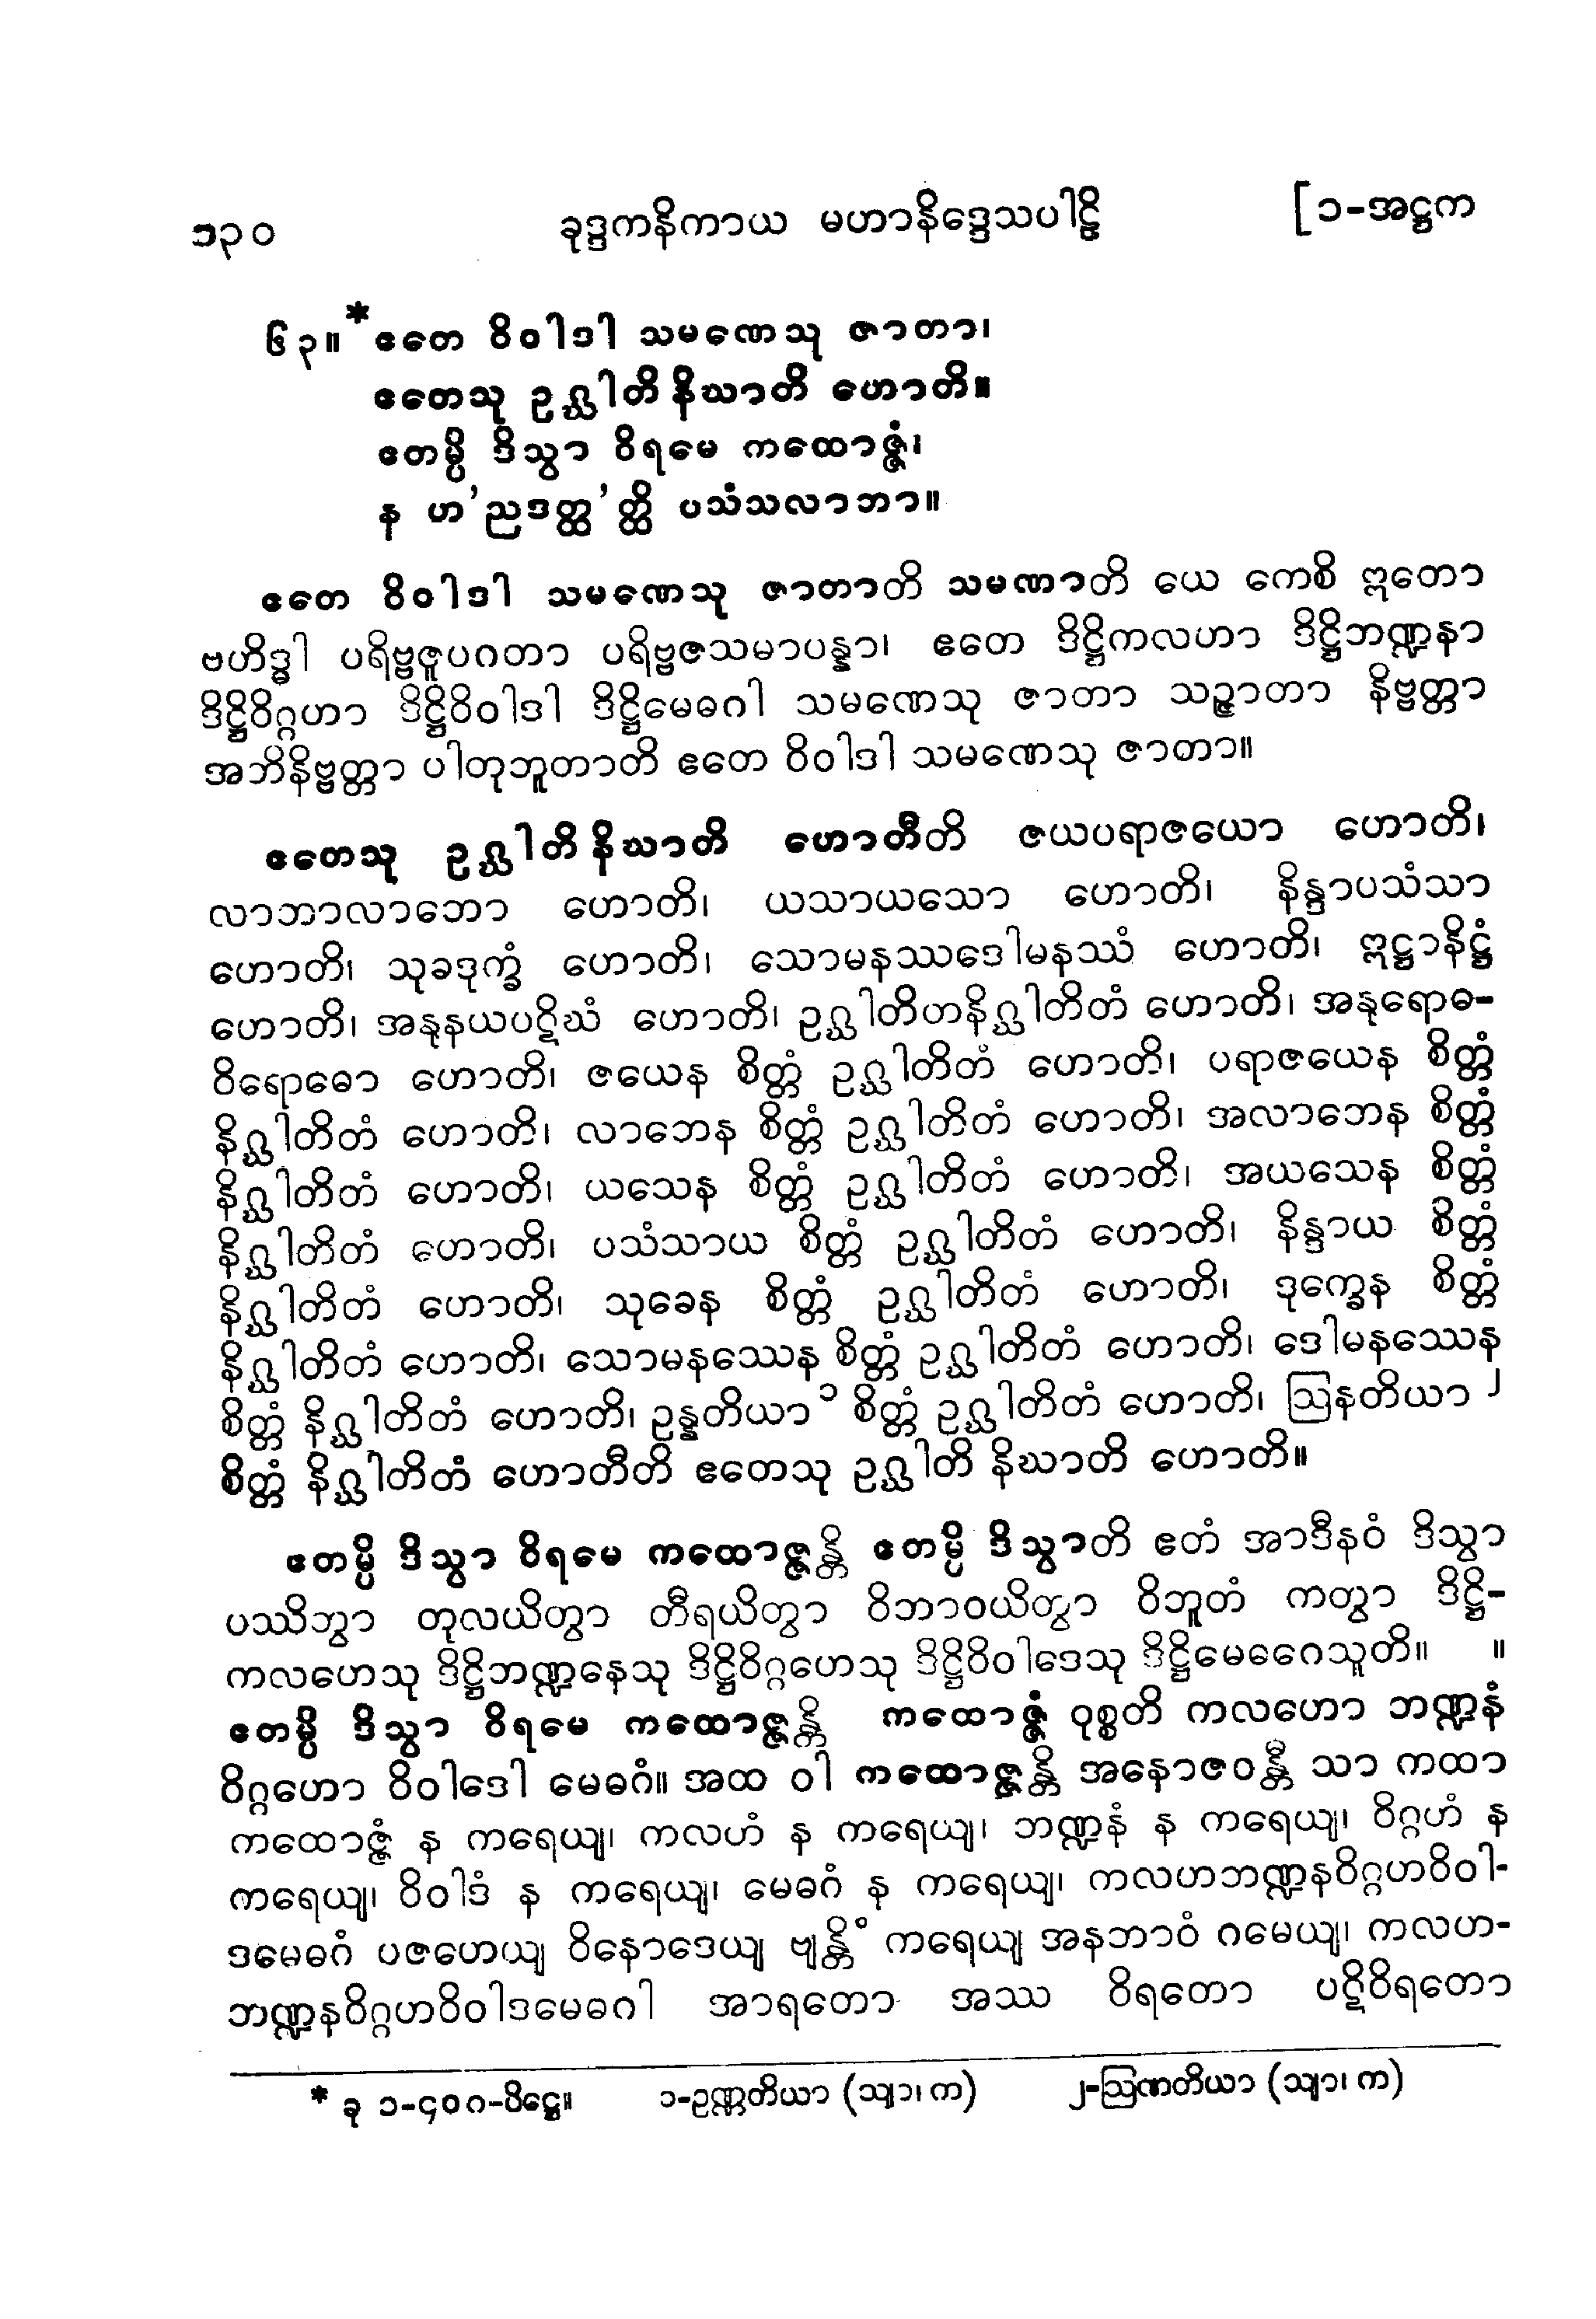 ၁၃၀ ခုဒ္ဒကနိကာယ မဟာနိဒ္ဒေသပါဠိ [၁-အဋ္ဌက
၆၃။*ဧတေ ဝိဝါဒါ သမဏေသု ဇာတာ၊
ဧတေသု ဥဂ္ဃါတိ နိဃာတိ ဟောတိ။
ဧတမ္ပိ ဒိသွာ ဝိရမေ ကထောဇ္ဇံ၊
န ဟ’ညဒတ္ထ’တ္ထိ ပသံသလာဘာ။
ဧတေ ဝိဝါဒါ သမဏေသု ဇာတာတိ သမဏာတိ ယေ ကေစိ ဣတော
ဗဟိဒ္ဓါ ပရိဗ္ဗဇူပဂတာ ပရိဗ္ဗဇသမာပန္နာ၊ ဧတေ ဒိဋ္ဌိကလဟာ ဒိဋ္ဌိဘဏ္ဍနာ
ဒိဋ္ဌိဝိဂ္ဂဟာ ဒိဋ္ဌိဝိဝါဒါ ဒိဋ္ဌိမေဓဂါ သမဏေသု ဇာတာ သဉ္ဇာတာ နိဗ္ဗတ္တာ
အဘိနိဗ္ဗတ္တာ ပါတုဘူတာတိ ဧတေ ဝိဝါဒါ သမဏေသု ဇာတာ။
ဧတေသု ဥဂ္ဃါတိ နိဃာတိ ဟောတီတိ ဇယပရာဇယော ဟောတိ၊
လာဘာလာဘော ဟောတိ၊ ယသာယသော ဟောတိ၊ နိန္ဒာပသံသာ
ဟောတိ၊ သုခဒုက္ခံ ဟောတိ၊ သောမနဿဒေါမနဿံ ဟောတိ၊ ဣဋ္ဌာနိဋ္ဌံ
ဟောတိ၊ အနုနယပဋိဃံ ဟောတိ၊ ဥဂ္ဃါတိတနိဂ္ဃါတိတံ ဟောတိ၊ အနုရောဓ-
ဝိရောဓော ဟောတိ၊ ဇယေန စိတ္တံ ဥဂ္ဃါတိတံ ဟောတိ၊ ပရာဇယေန စိတ္တံ
နိဂ္ဃါတိတံ ဟောတိ၊ လာဘေန စိတ္တံ ဥဂ္ဃါတိတံ ဟောတိ၊ အလာဘေန စိတ္တံ
နိဂ္ဃါတိတံ ဟောတိ၊ ယသေန စိတ္တံ ဥဂ္ဃါတိတံ ဟောတိ၊ အယသေန စိတ္တံ
နိဂ္ဃါတိတံ ဟောတိ၊ ပသံသာယ စိတ္တံ ဥဂ္ဃါတိတံ ဟောတိ၊ နိန္ဒာယ စိတ္တံ
နိဂ္ဃါတိတံ ဟောတိ၊ သုခေန စိတ္တံ ဥဂ္ဃါတိတံ ဟောတိ၊ ဒုက္ခေန စိတ္တံ
နိဂ္ဃါတိတံ ဟောတိ၊ သောမနဿေန စိတ္တံ ဥဂ္ဃါတိတံ ဟောတိ၊ ဒေါမနဿေန
စိတ္တံ နိဂ္ဃါတိတံ ဟောတိ၊ ဥန္နတိယာ ၁ စိတ္တံ ဥဂ္ဃါတိတံ ဟောတိ၊ ဩနတိယာ ၂
စိတ္တံ နိဂ္ဃါတိတံ ဟောတီတိ ဧတေသု ဥဂ္ဃါတိ နိဃာတိ ဟောတိ။
ဧတမ္ပိ ဒိသွာ ဝိရမေ ကထောဇ္ဇန္တိ ဧတမ္ပိ ဒိသွာတိ ဧတံ အာဒီနဝံ ဒိသွာ
ပဿိတွာ တုလယိတွာ တီရယိတွာ ဝိဘာဝယိတွာ ဝိဘူတံ ကတွာ ဒိဋ္ဌိ-
ကလဟေသု ဒိဋ္ဌိဘဏ္ဍနေသု ဒိဋ္ဌိဝိဂ္ဂဟေသု ဒိဋ္ဌိဝိဝါဒေသု ဒိဋ္ဌိမေဓဂေသူတိ။ ။
ဧတမ္ပိ ဒိသွာ ဝိရမေ ကထောဇ္ဇန္တိ ကထောဇ္ဇံ ဝုစ္စတိ ကလဟော ဘဏ္ဍနံ
ဝိဂ္ဂဟော ဝိဝါဒေါ မေဓဂံ။ အထ ဝါ ကထောဇ္ဇန္တိ အနောဇဝန္တီ သာ ကထာ
ကထောဇ္ဇံ န ကရေယျ၊ ကလဟံ န ကရေယျ၊ ဘဏ္ဍနံ န ကရေယျ၊ ဝိဂ္ဂဟံ န
ကရေယျ၊ ဝိဝါဒံ န ကရေယျ၊ မေဓဂံ န ကရေယျ၊ ကလဟဘဏ္ဍနဝိဂ္ဂဟဝိဝါ-
ဒမေဓဂံ ပဇဟေယျ ဝိနောဒေယျ ဗျန္တိံ ကရေယျ အနဘာဝံ ဂမေယျ၊ ကလဟ-
ဘဏ္ဍနဝိဂ္ဂဟဝိဝါဒမေဓဂါ အာရတော အဿ ဝိရတော ပဋိဝိရတော
* ခု ၁-၄၀၈-ပိဋ္ဌေ။ ၁-ဥဏ္ဏတိယာ (သျာ၊ က) ၂-ဩဏတိယာ (သျာ၊ က)